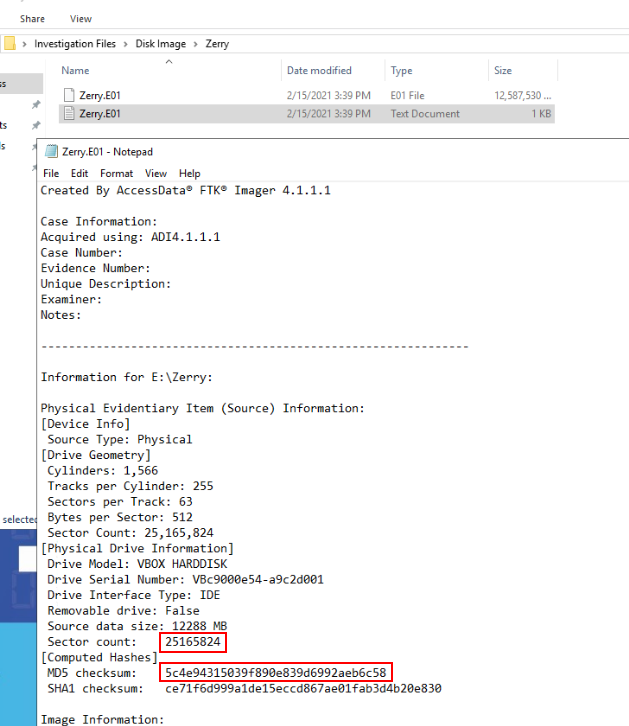 Share View
Investigation Files > Disk Image > Zerry
Name Date modified Type Size
Zerry.E01 2/15/2021 3:39 PM E01 File 12,587,530 ...
Zerry.E01 2/15/2021 3:39 PM Text Document 1 KB
Zerry.E01 - Notepad
File Edit Format View Help
Created By AccessData® FTK® Imager 4.1.1.1
Case Information:
Acquired using: ADI4.1.1.1
Case Number:
Evidence Number:
Unique Description:
Examiner:
Notes:
--------------------------------------------------------------
Information for E:\Zerry:
Physical Evidentiary Item (Source) Information:
[Device Info]
Source Type: Physical
[Drive Geometry]
Cylinders: 1,566
Tracks per Cylinder: 255
Sectors per Track: 63
Bytes per Sector: 512
selected
Sector Count: 25,165,824
[Physical Drive Information]
Drive Model: VBOX HARDDISK
Drive Serial Number: VBc9000e54-a9c2d001
Drive Interface Type: IDE
Removable drive: False
Source data size: 12288 MB
Sector count: 25165824
[Computed Hashes]
MD5 checksum: 5c4e94315039f890e839d6992aeb6c58
SHA1 checksum: ce71f6d999a1de15eccd867ae01fab3d4b20e830
Image Information: